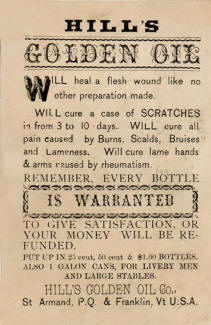 HILL'S
GOLDEN OIL
WILL heal a flesh wound like no
other preparation made.
WILL cure a case of SCRATCHES
in from 3 to 10 days. WILL cure all
pain caused by Burns, Scalds, Bruises
and Lameness. Will cure lame hands
& arms caused by rheumatism.
REMEMBER, EVERY BOTTLE
IS WARRANTED
TO GIVE SATISFACTION, OR
YOUR MONEY WILL BE RE-
FUNDED.
PUT UP IN 25 cent, 50 cent & $1.00 BOTTLES.
ALSO 1 GALON CANS, FOR LIVERY MEN
AND LARGE STABLES.
HILL'S GOLDEN OIL Co.,
St Armand, P.Q. & Franklin, Vt U.S.A.